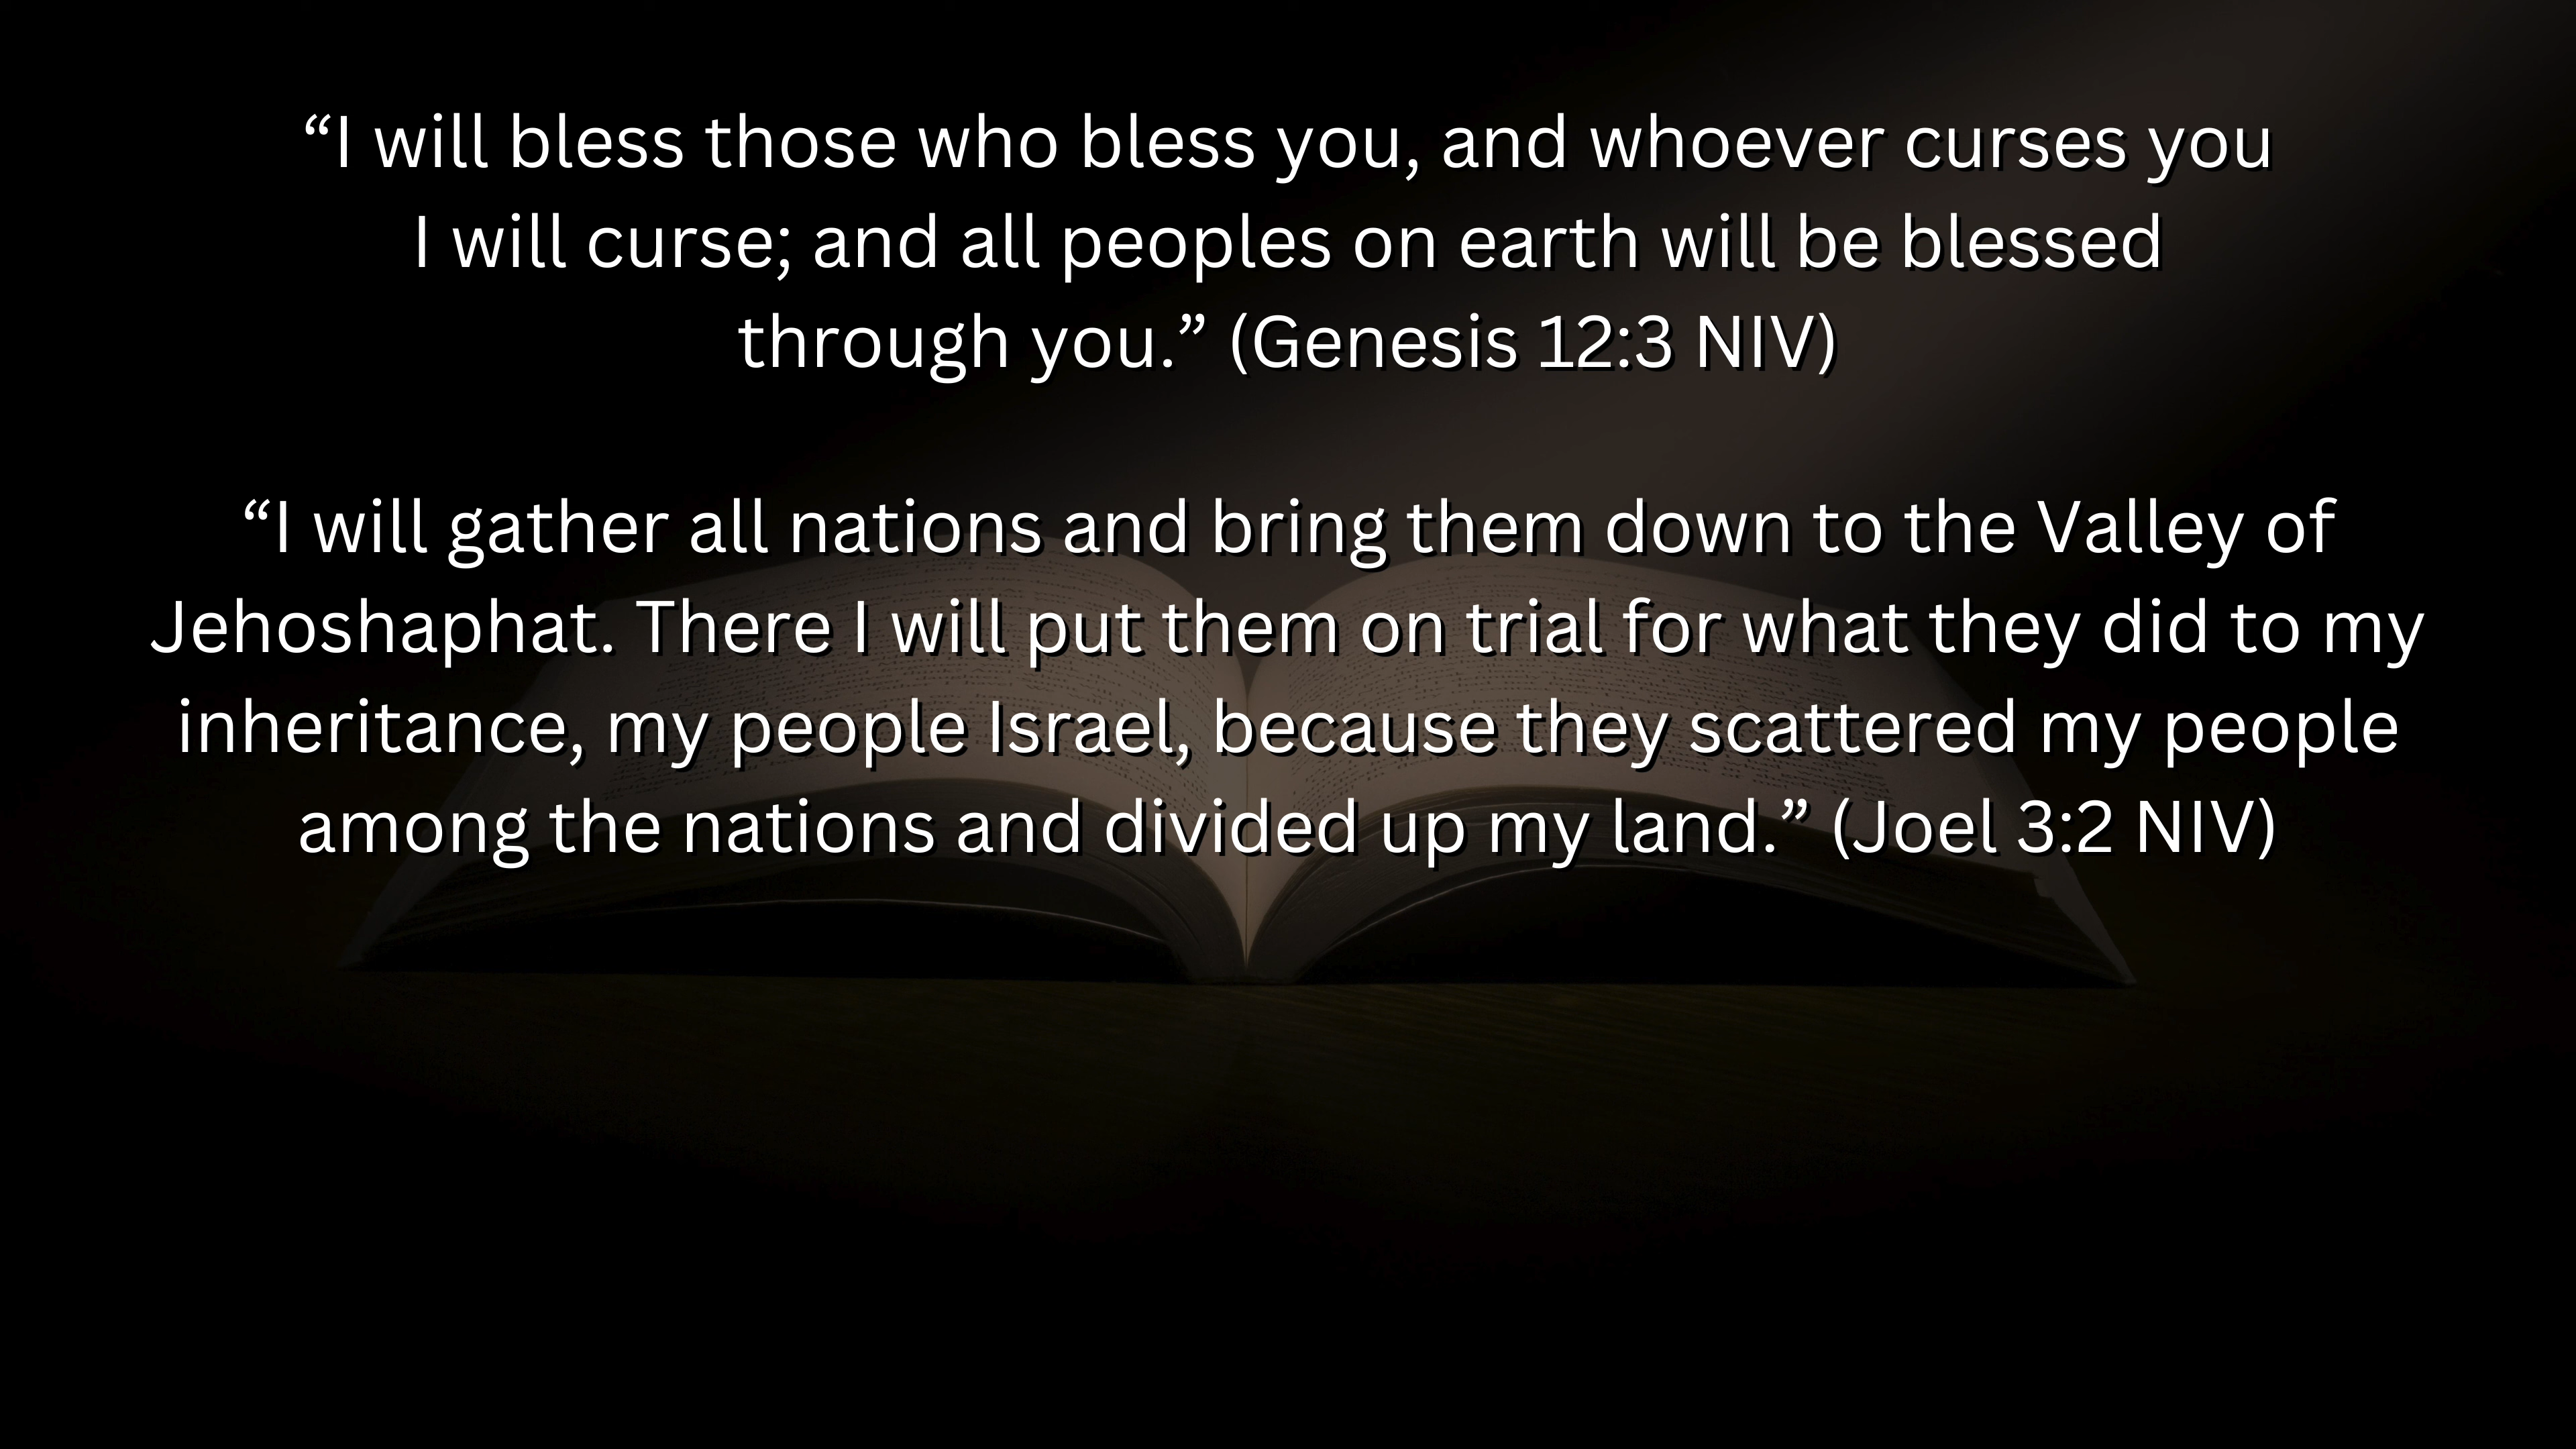 “I will bless those who bless you, and whoever curses you
I will curse; and all peoples on earth will be blessed
through you.” (Genesis 12:3 NIV)
“I will gather all nations and bring them down to the Valley of
Jehoshaphat. There I will put them on trial for what they did to my
inheritance, my people Israel, because they scattered my people
among the nations and divided up my land.” (Joel 3:2 NIV)